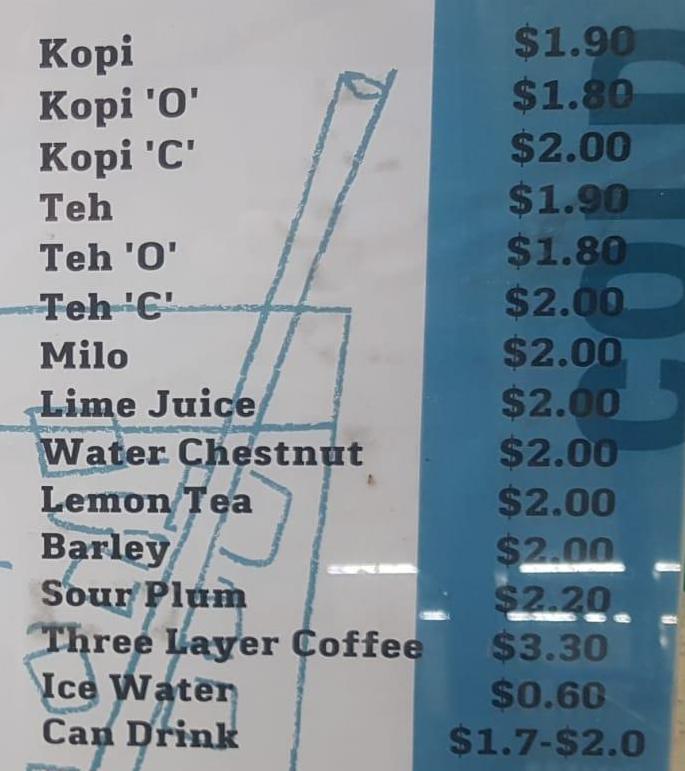 Kopi $1.90
Kopi 'O' $1.80
Kopi 'C' $2.00
Teh $1.90
Teh 'O' $1.80
Teh 'C' $2.00
Milo $2.00
Lime Juice $2.00
Water Chestnut $2.00
Lemon Tea $2.00
Barley $2.00
Sour Plum $2.20
Three Layer Coffee $3.30
Ice Water $0.60
Can Drink $1.7-$2.0
COLD